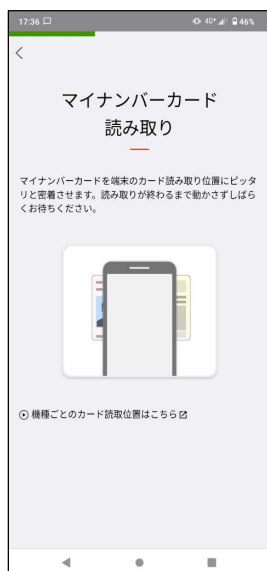 17:36 4G+ 46%
マイナンバーカード
読み取り
マイナンバーカードを端末のカード読み取り位置にピッタ
リと密着させます。読み取りが終わるまで動かさずしばら
くお待ちください。
機種ごとのカード読取位置はこちら